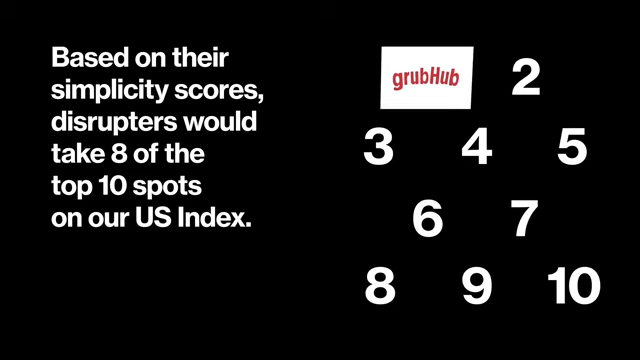 Based on their
simplicity scores,
disrupters would
take 8 of the
top 10 spots
on our US Index.
grubHub 2
3 4 5
6 7
8 9 10